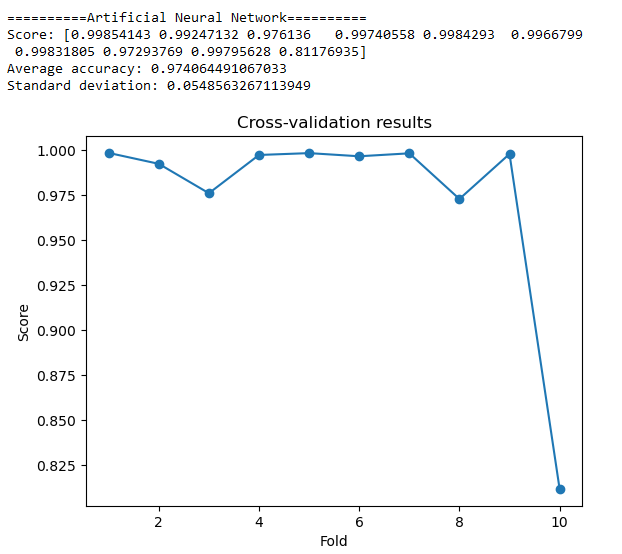 ===========Artificial Neural Network==========
Score: [0.99854143 0.99247132 0.976136   0.99740558 0.9984293  0.9966799
 0.99831805 0.97293769 0.99795628 0.81176935]
Average accuracy: 0.974064491067033
Standard deviation: 0.0548563267113949
Cross-validation results
1.000
0.975
0.950
0.925
0.900
0.875
0.850
0.825
Score
2 4 6 8 10
Fold